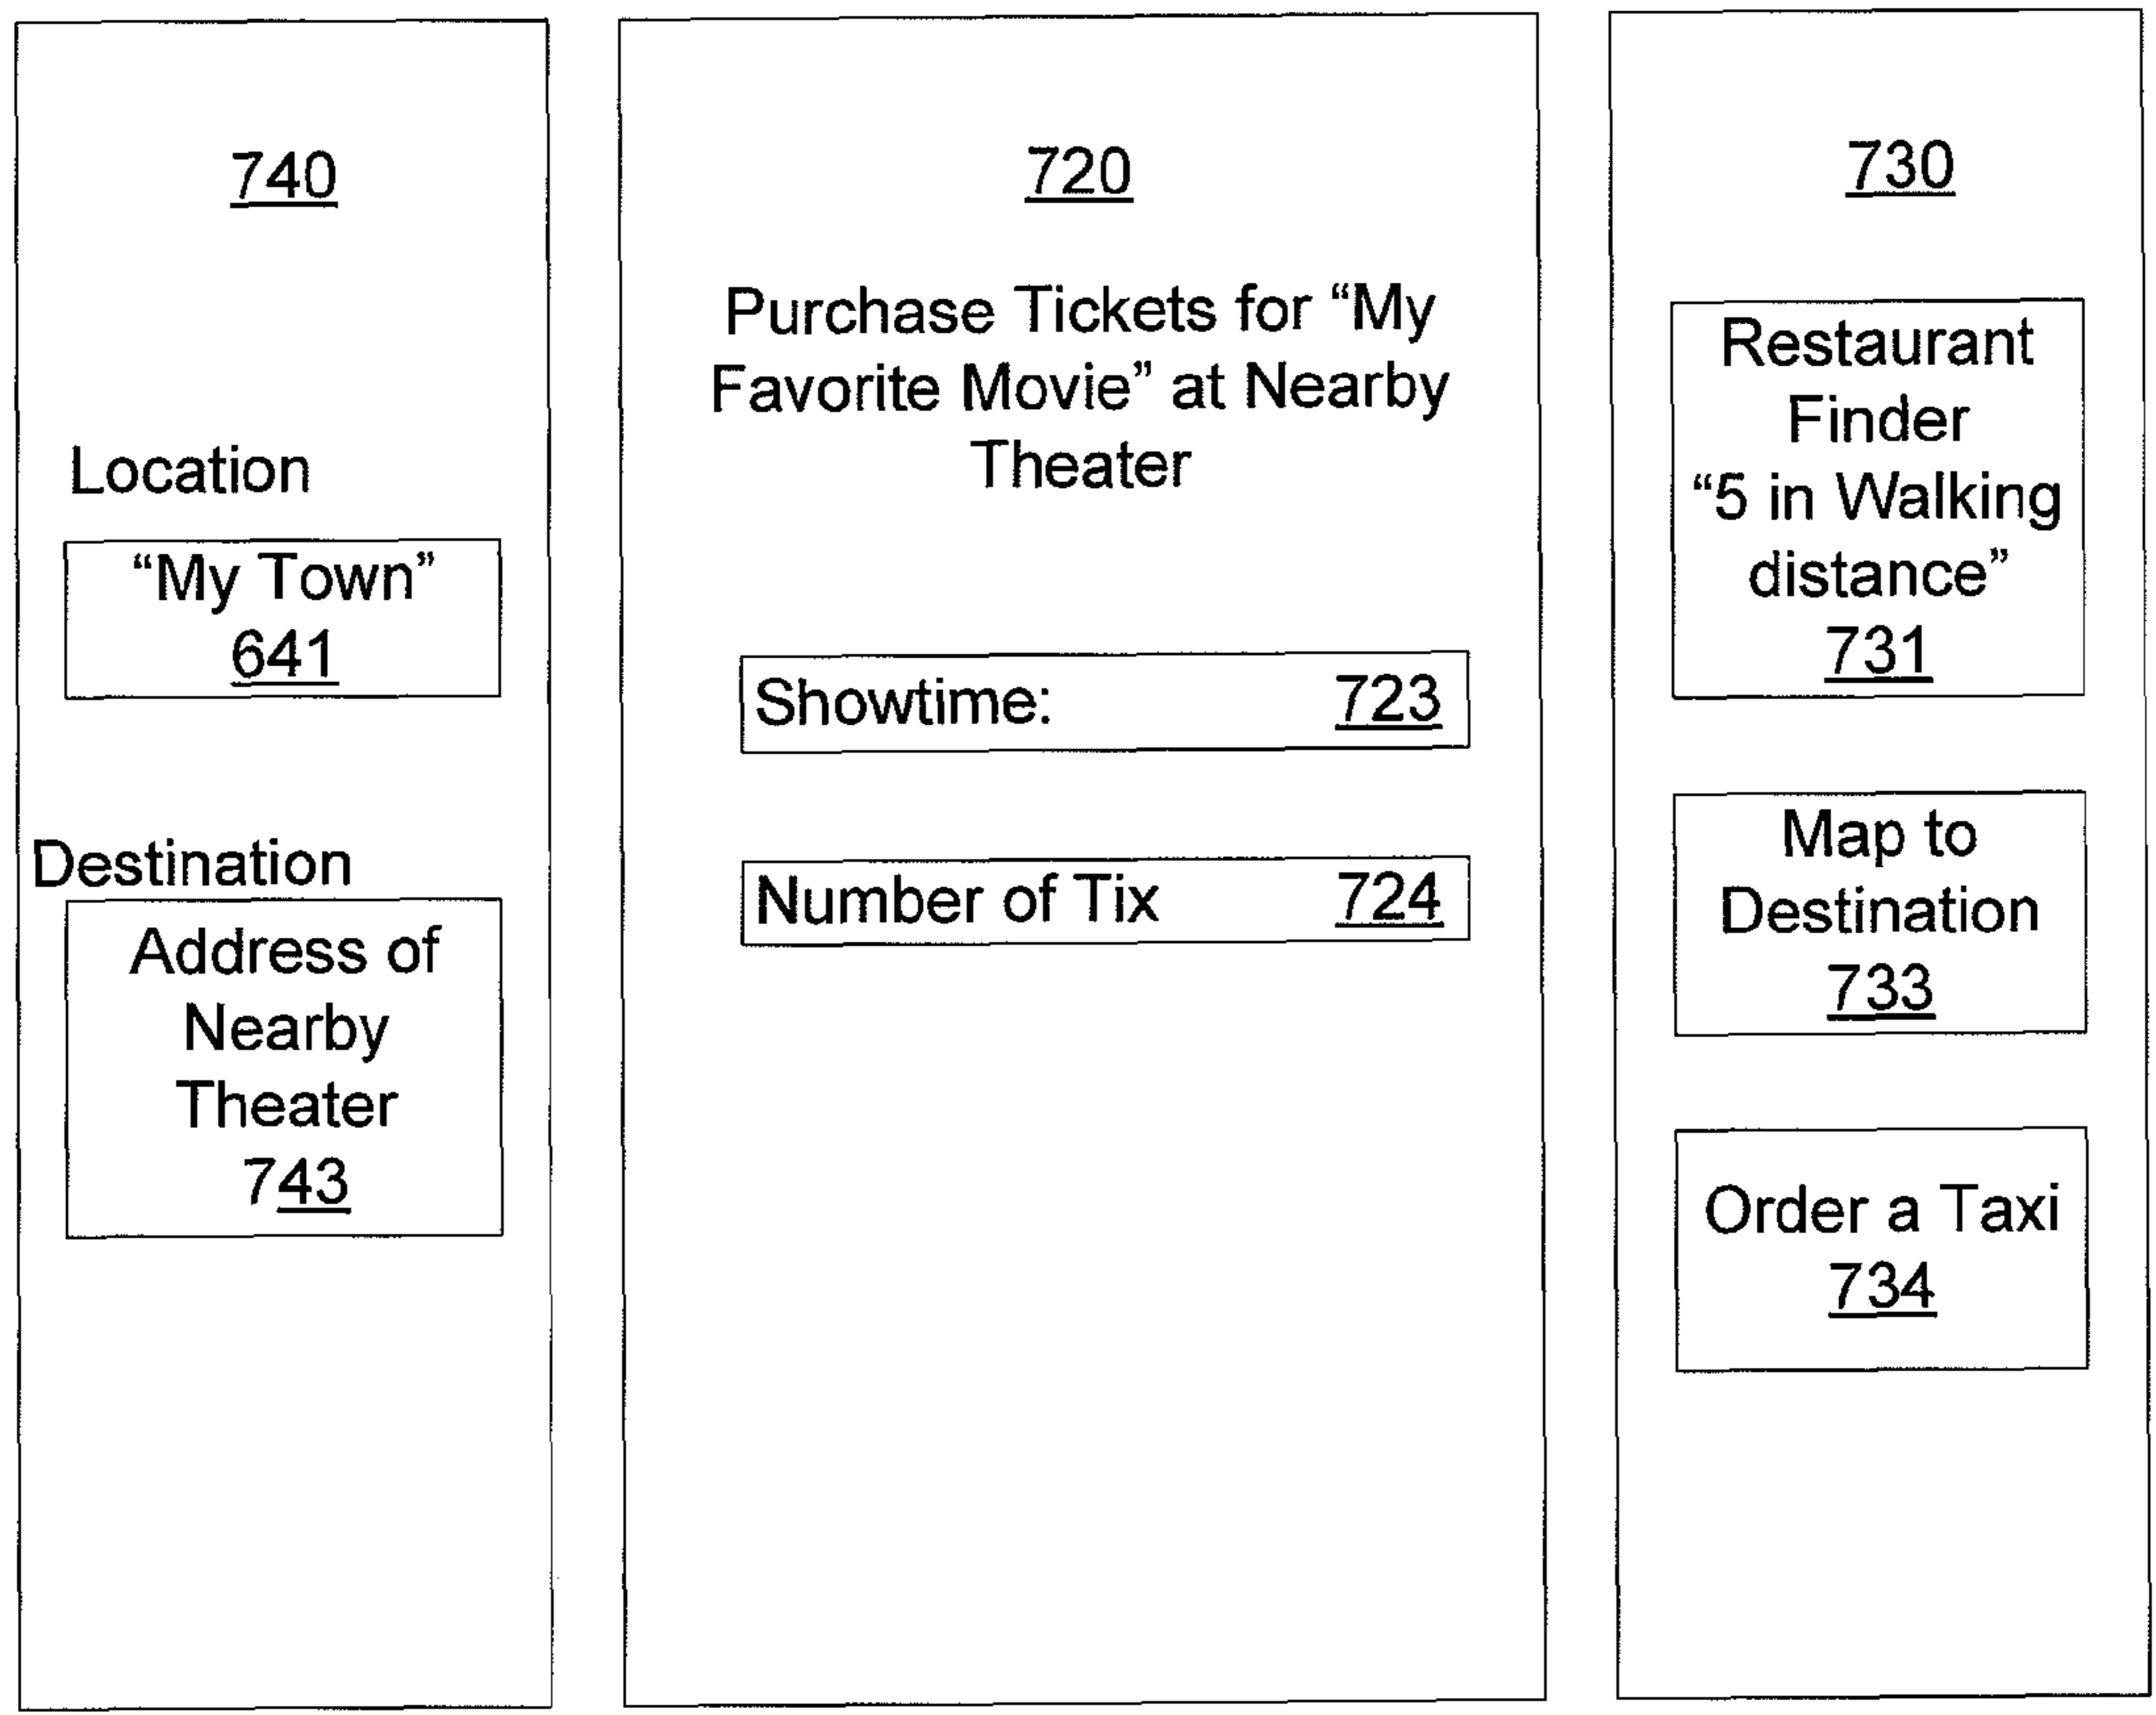 740
Location
“My Town”
641
Destination
Address of
Nearby
Theater
743
720
Purchase Tickets for “My
Favorite Movie” at Nearby
Theater
Showtime: 723
Number of Tix 724
730
Restaurant
Finder
“5 in Walking
distance”
731
Map to
Destination
733
Order a Taxi
734